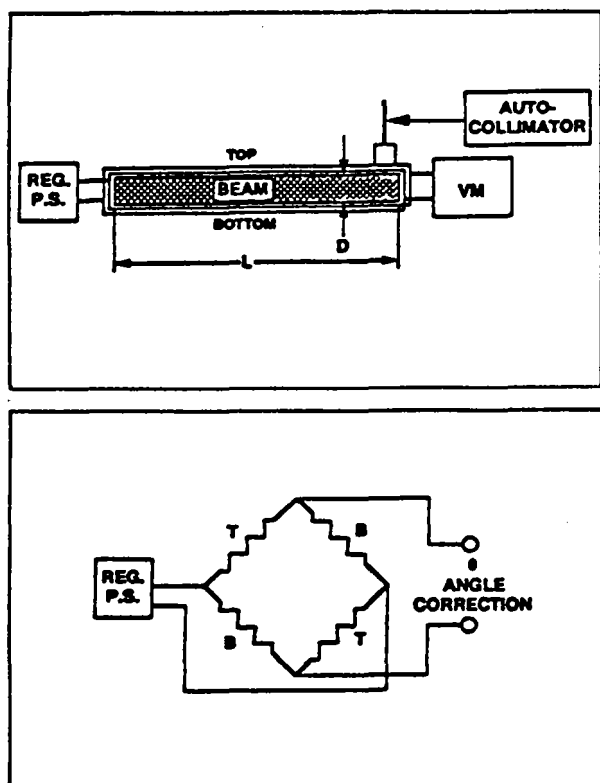 AUTO-
COLLIMATOR
TOP
REG.
P.S.
BEAM
VM
BOTTOM
D
L
T
B
REG.
P.S.
θ
ANGLE
CORRECTION
B
T